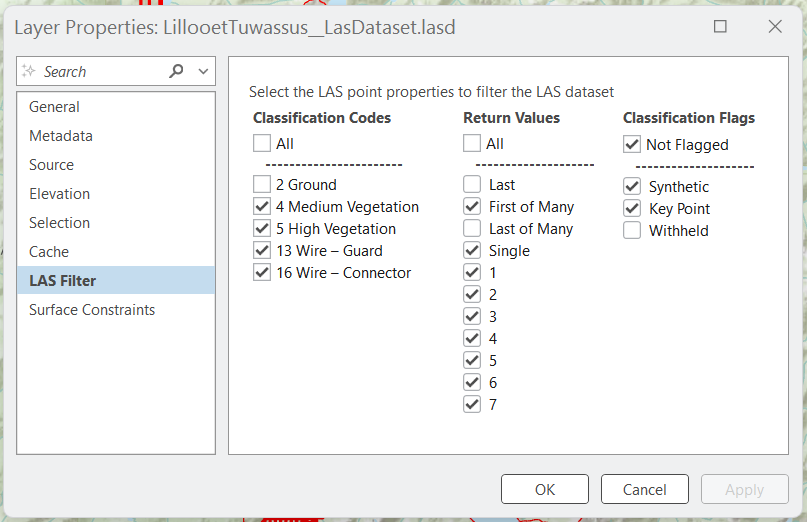 Layer Properties: LillooetTuwassus__LasDataset.lasd
Search
General
Metadata
Source
Elevation
Selection
Cache
LAS Filter
Surface Constraints
Select the LAS point properties to filter the LAS dataset
Classification Codes
All
2 Ground
4 Medium Vegetation
5 High Vegetation
13 Wire – Guard
16 Wire – Connector
Return Values
All
Last
First of Many
Last of Many
Single
1
2
3
4
5
6
7
Classification Flags
Not Flagged
Synthetic
Key Point
Withheld
OK
Cancel
Apply